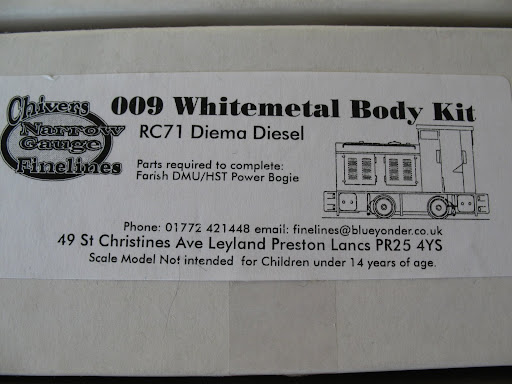 Chivers
Narrow
Gauge
Finelines
009 Whitemetal Body Kit
RC71 Diema Diesel
Parts required to complete:
Farish DMU/HST Power Bogie
Phone: 01772 421448 email: finelines@blueyonder.co.uk
49 St Christines Ave Leyland Preston Lancs PR25 4YS
Scale Model Not intended for Children under 14 years of age.